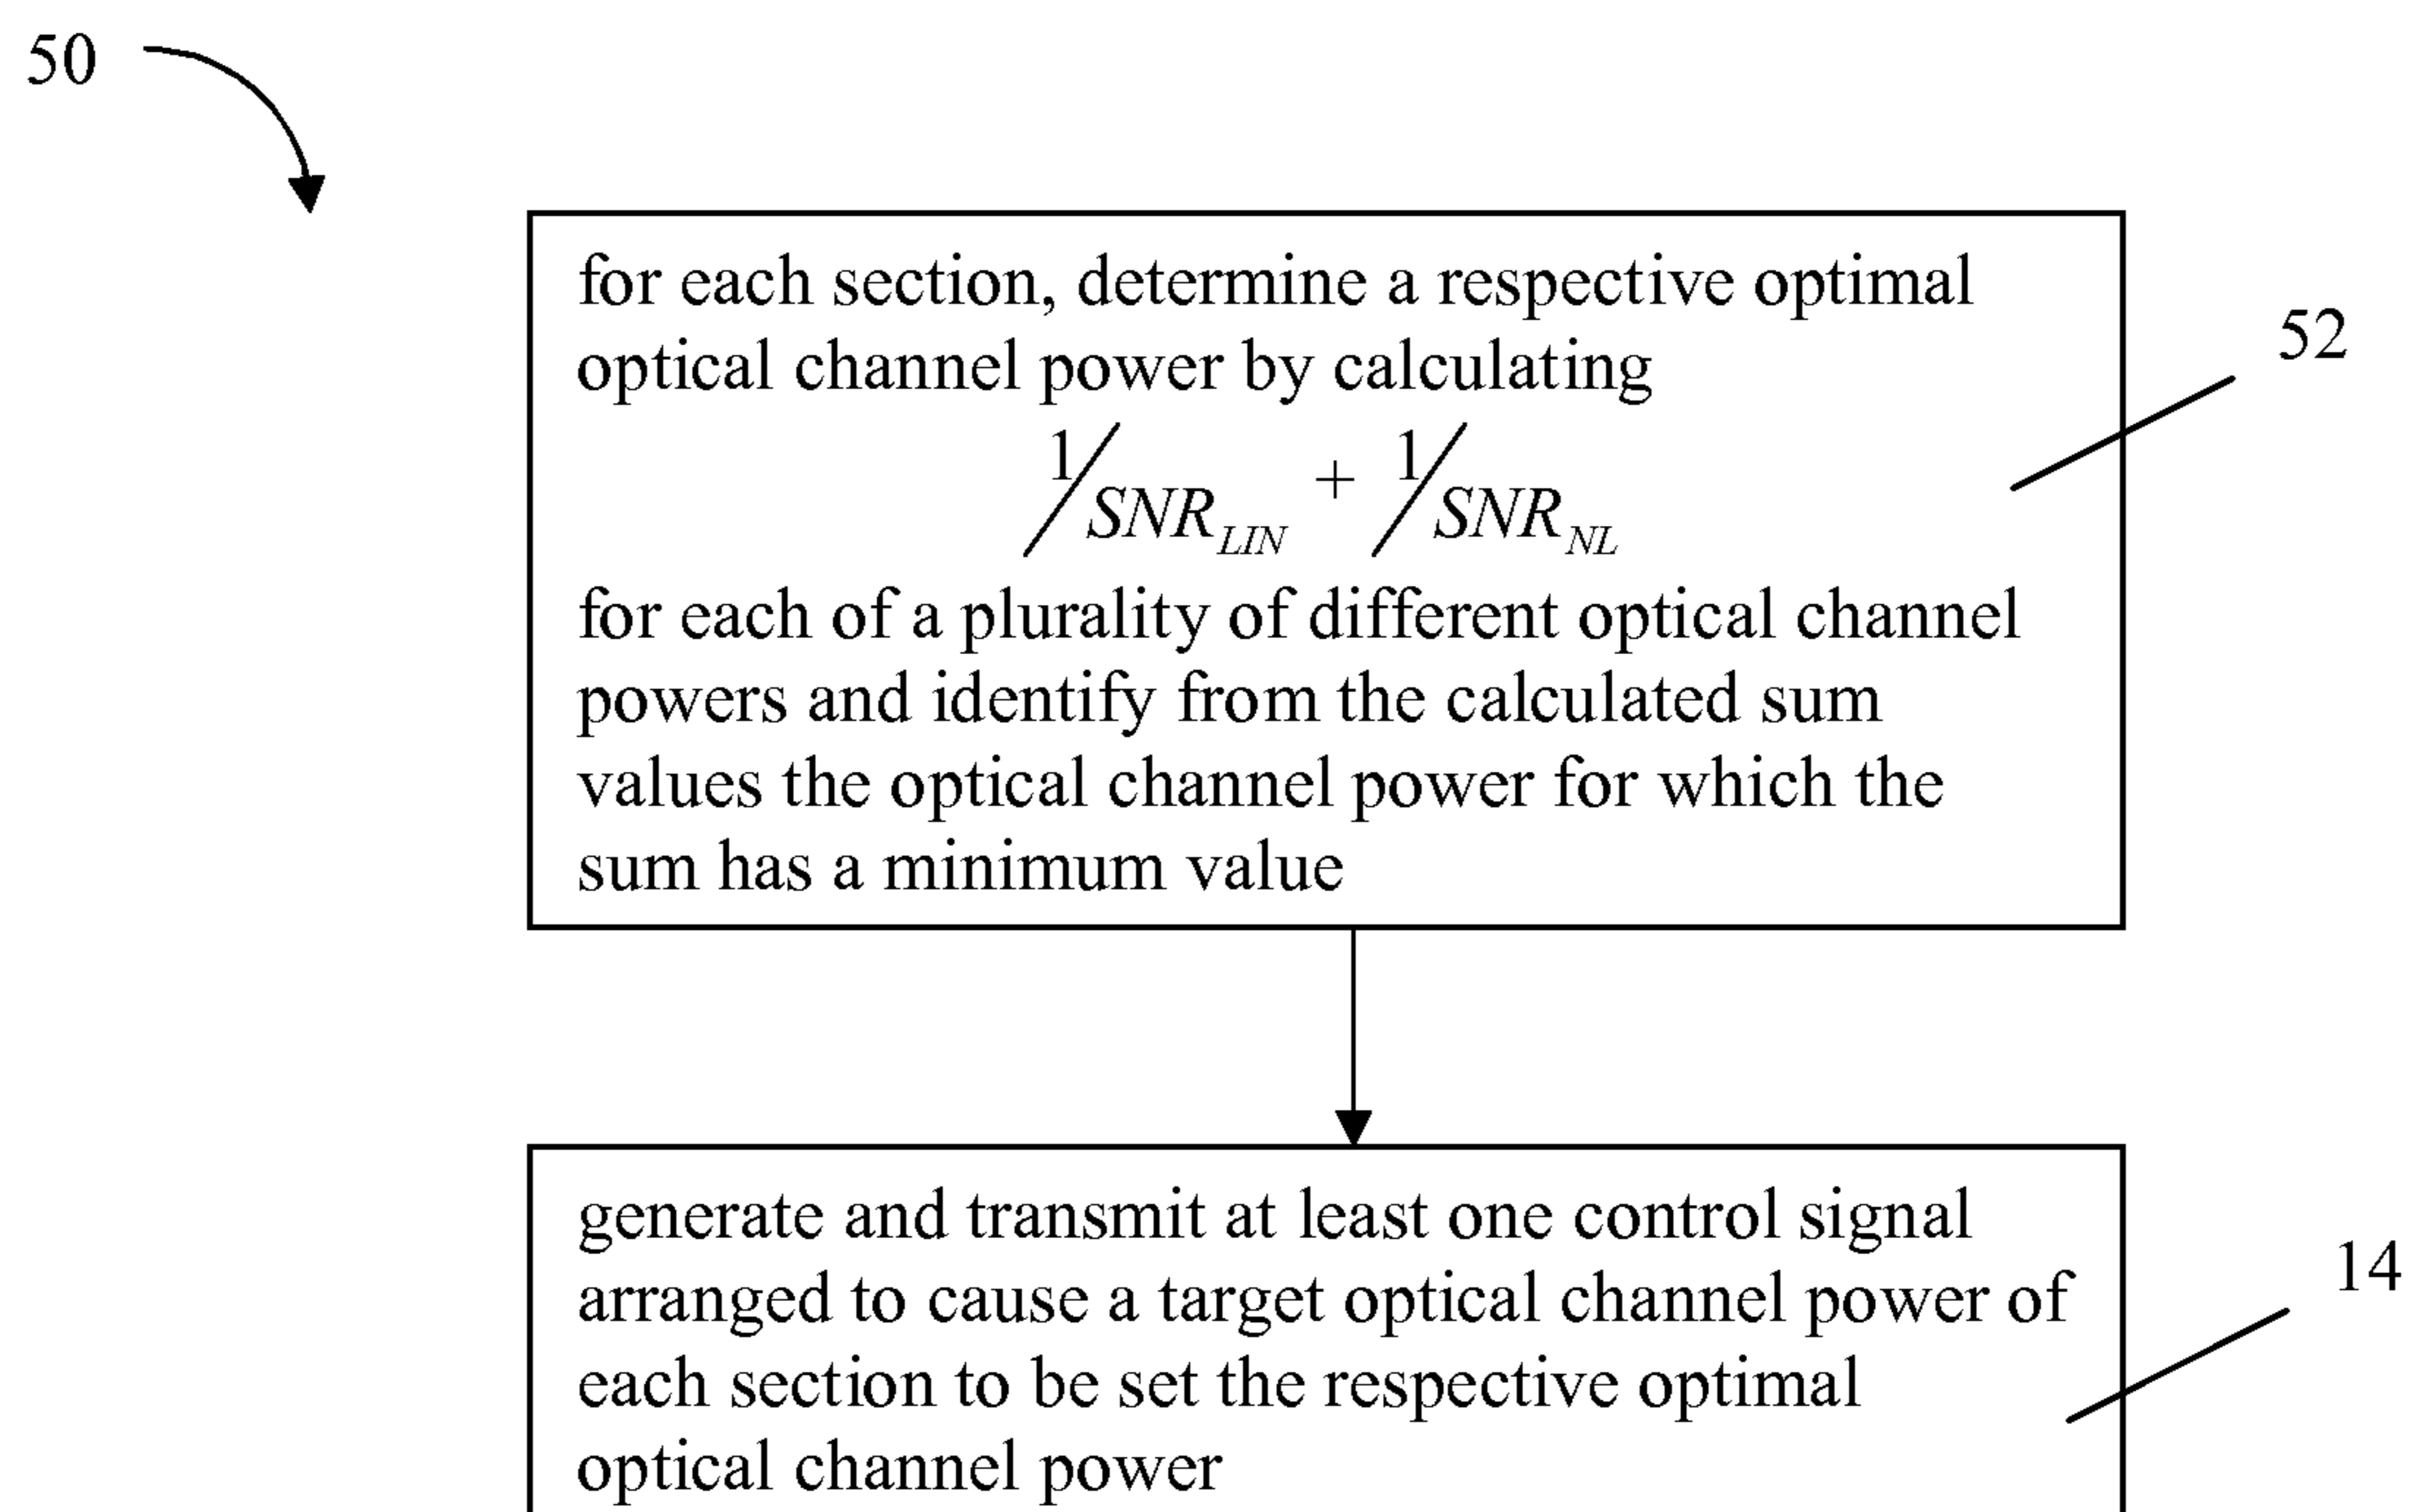 50
for each section, determine a respective optimal
optical channel power by calculating
1/SNR_LIN + 1/SNR_NL
for each of a plurality of different optical channel
powers and identify from the calculated sum
values the optical channel power for which the
sum has a minimum value
52
generate and transmit at least one control signal
arranged to cause a target optical channel power of
each section to be set the respective optimal
optical channel power
14